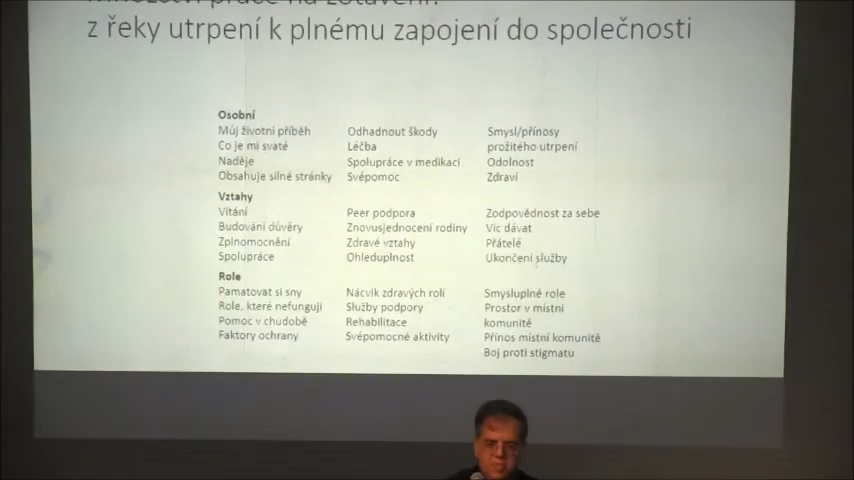 z řeky utrpení k plnému zapojení do společnosti
Osobní
Můj životní příběh
Co je mi svaté
Naděje
Obsahuje silné stránky
Odhadnout škody
Léčba
Spolupráce v medikaci
Svépomoc
Smysl/přínosy
prožitého utrpení
Odolnost
Zdraví
Vztahy
Vítání
Budování důvěry
Zplnomocnění
Spolupráce
Peer podpora
Znovusjednocení rodiny
Zdravé vztahy
Ohleduplnost
Zodpovědnost za sebe
Víc dávat
Přátelé
Ukončení služby
Role
Pamatovat si sny
Role, které nefungují
Pomoc v chudobě
Faktory ochrany
Nácvik zdravých rolí
Služby podpory
Rehabilitace
Svépomocné aktivity
Smysluplné role
Prostor v místní
komunitě
Přínos místní komunitě
Boj proti stigmatu